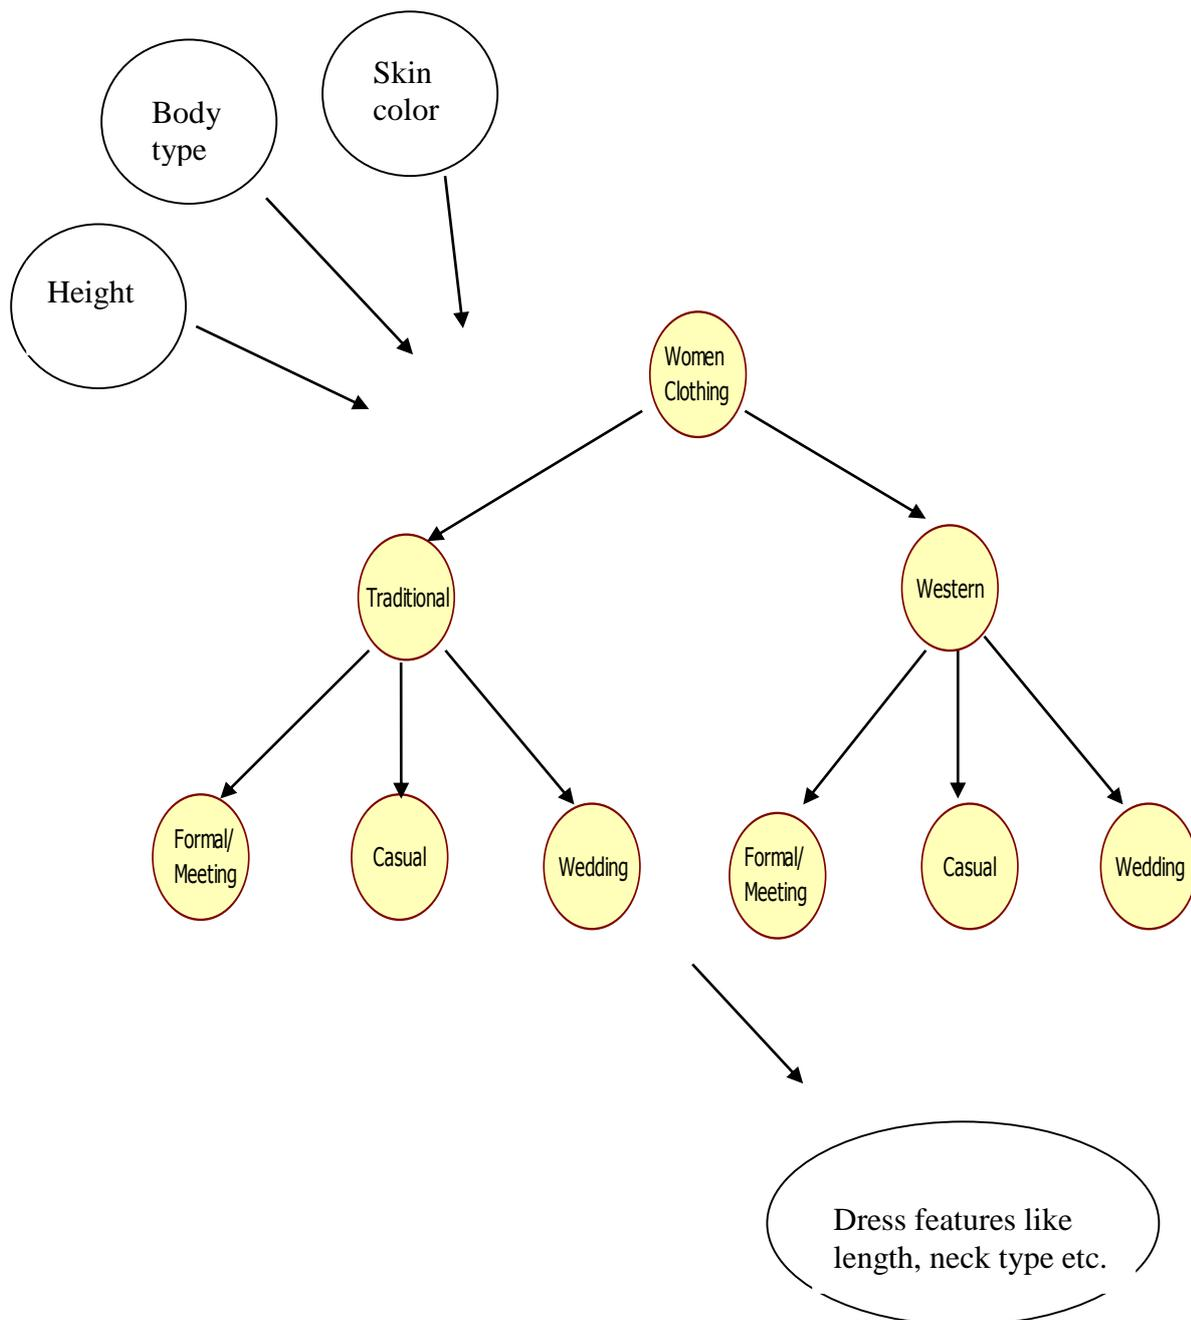 Skin
color
Body
type
Height
Women
Clothing
Traditional
Western
Formal/
Meeting
Casual
Wedding
Formal/
Meeting
Casual
Wedding
Dress features like
length, neck type etc.